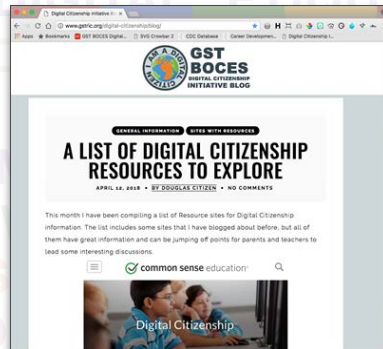 Digital Citizenship Initiative B
www.gstric.org/digital-citizenship/blog/
Apps Bookmarks GST BOCES Digital... SVG Crowbar 2 CDC Database Career Developmen... Digital Citizenship I...
I AM A DIGITAL CITIZEN
GST
BOCES
DIGITAL CITIZENSHIP
INITIATIVE BLOG
GENERAL INFORMATION SITES WITH RESOURCES
A LIST OF DIGITAL CITIZENSHIP
RESOURCES TO EXPLORE
APRIL 12, 2018 • BY DOUGLAS CITIZEN • NO COMMENTS
This month I have been compiling a list of Resource sites for Digital Citizenship
information. The list includes some sites that I have blogged about before, but all of
them have great information and can be jumping off points for parents and teachers to
lead some interesting discussions.
common sense education
Digital Citizenship